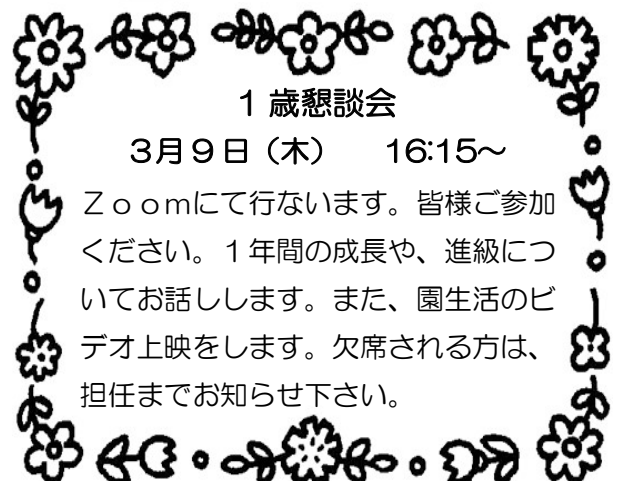 1歳懇談会
3月9日（木）　16:15～
Ｚｏｏｍにて行ないます。皆様ご参加
ください。1年間の成長や、進級につ
いてお話しします。また、園生活のビ
デオ上映をします。欠席される方は、
担任までお知らせ下さい。